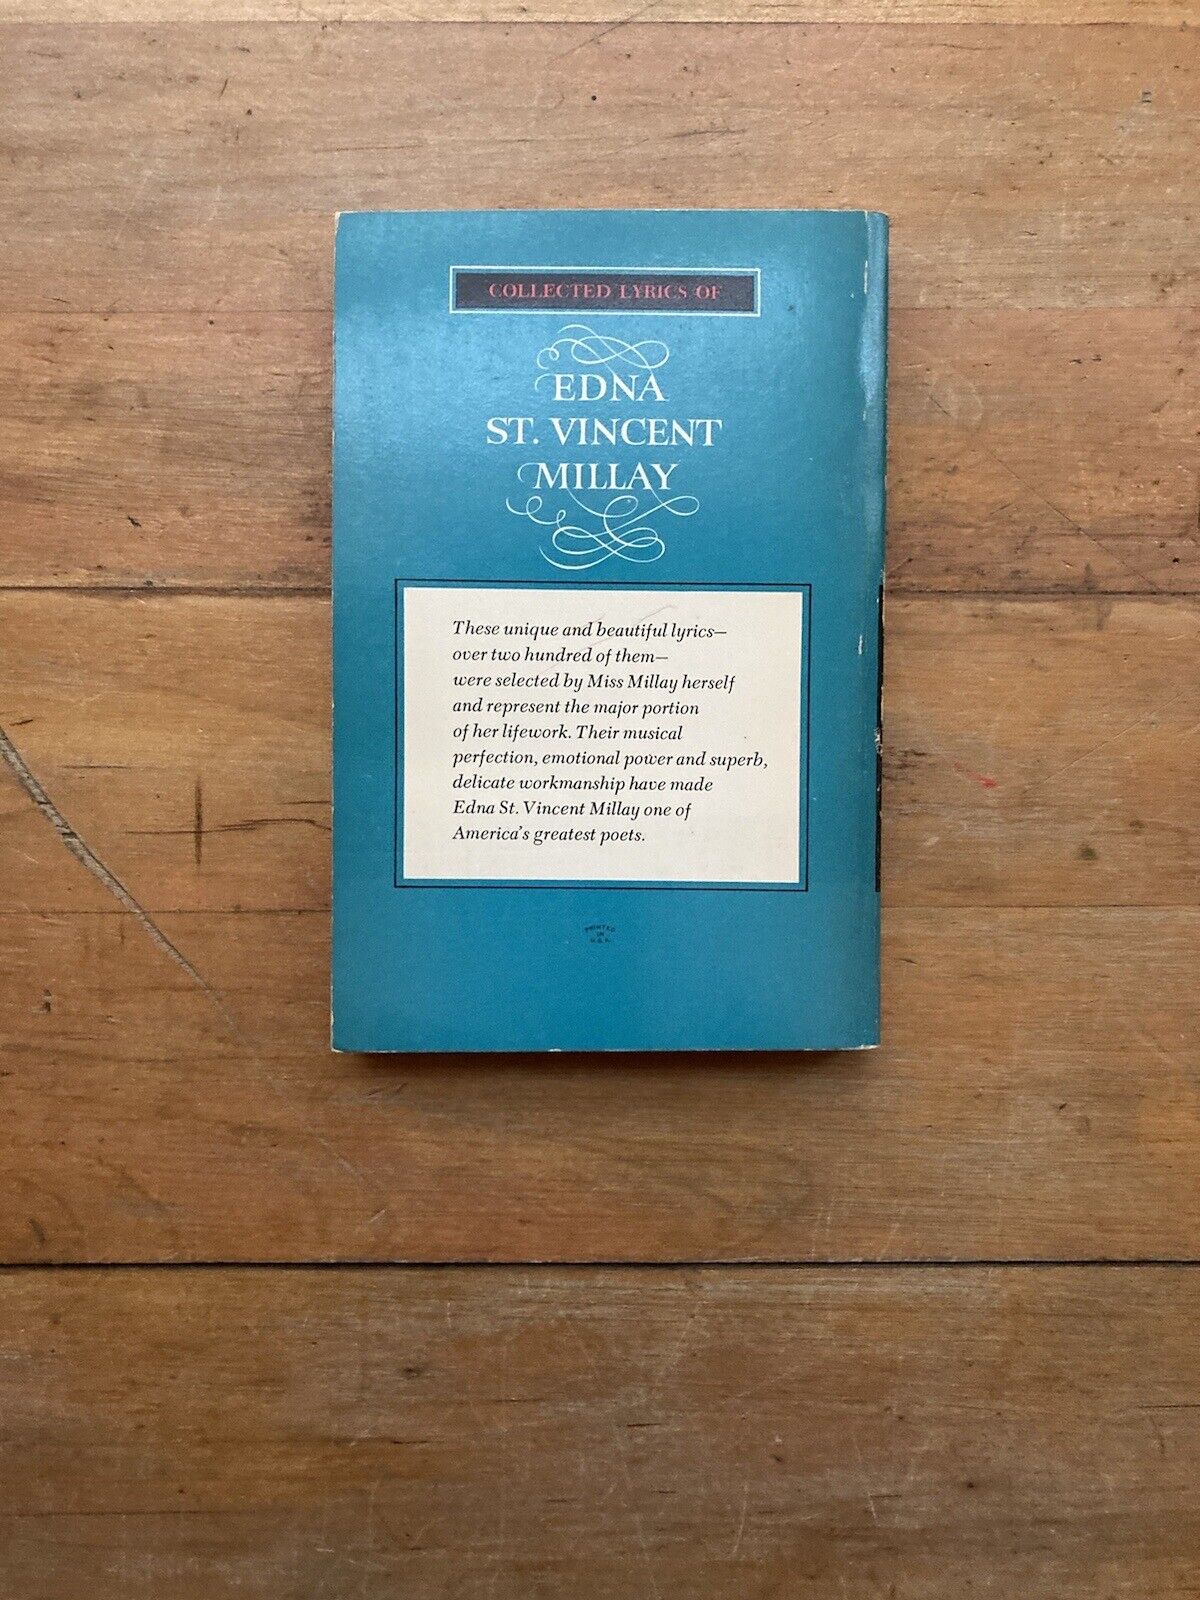 COLLECTED LYRICS OF
EDNA
ST. VINCENT
MILLAY
These unique and beautiful lyrics—
over two hundred of them—
were selected by Miss Millay herself
and represent the major portion
of her lifework. Their musical
perfection, emotional power and superb,
delicate workmanship have made
Edna St. Vincent Millay one of
America's greatest poets.
PRINTED
IN
U.S.A.